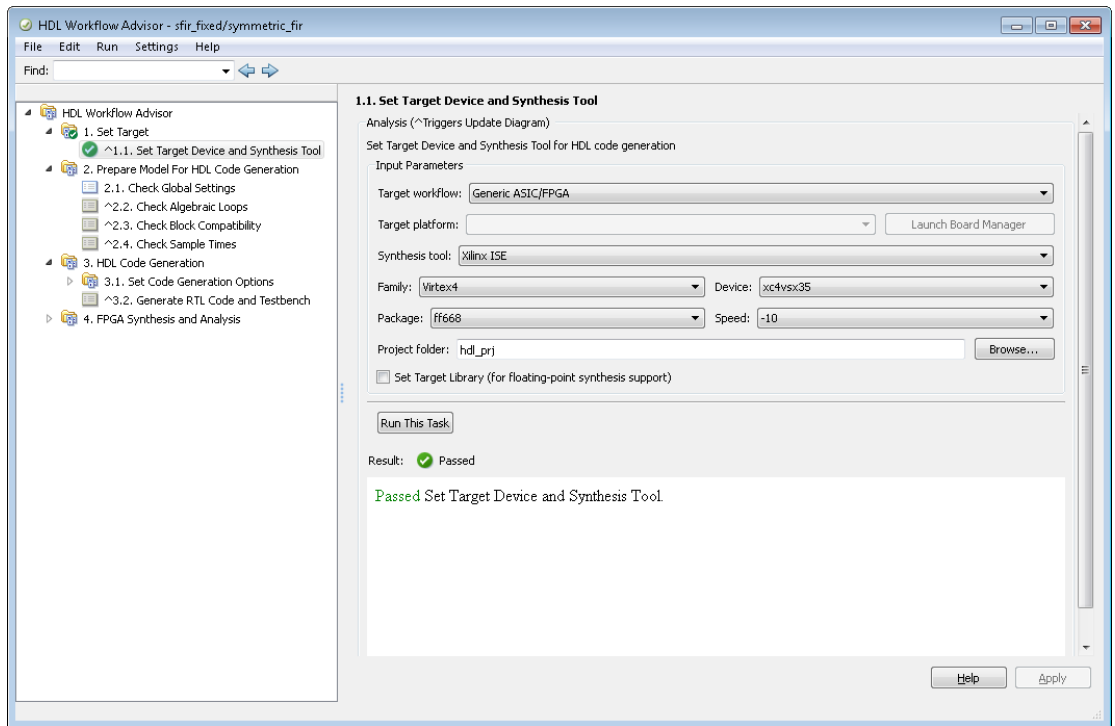 HDL Workflow Advisor - sfir_fixed/symmetric_fir
File Edit Run Settings Help
Find:
HDL Workflow Advisor
1. Set Target
^1.1. Set Target Device and Synthesis Tool
2. Prepare Model For HDL Code Generation
2.1. Check Global Settings
^2.2. Check Algebraic Loops
^2.3. Check Block Compatibility
^2.4. Check Sample Times
3. HDL Code Generation
3.1. Set Code Generation Options
^3.2. Generate RTL Code and Testbench
4. FPGA Synthesis and Analysis
1.1. Set Target Device and Synthesis Tool
Analysis (^Triggers Update Diagram)
Set Target Device and Synthesis Tool for HDL code generation
Input Parameters
Target workflow: Generic ASIC/FPGA
Target platform: Launch Board Manager
Synthesis tool: Xilinx ISE
Family: Virtex4 Device: xc4vsx35
Package: ff668 Speed: -10
Project folder: hdl_prj Browse...
Set Target Library (for floating-point synthesis support)
Run This Task
Result: Passed
Passed Set Target Device and Synthesis Tool.
Help Apply